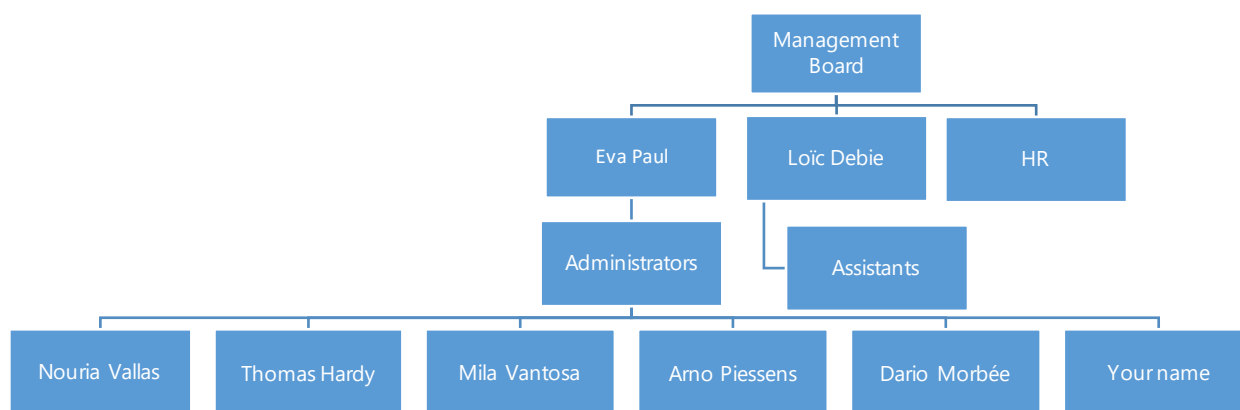 Management
Board
Eva Paul
Loïc Debie
HR
Administrators
Assistants
Nouria Vallas
Thomas Hardy
Mila Vantosa
Arno Piessens
Dario Morbée
Your name